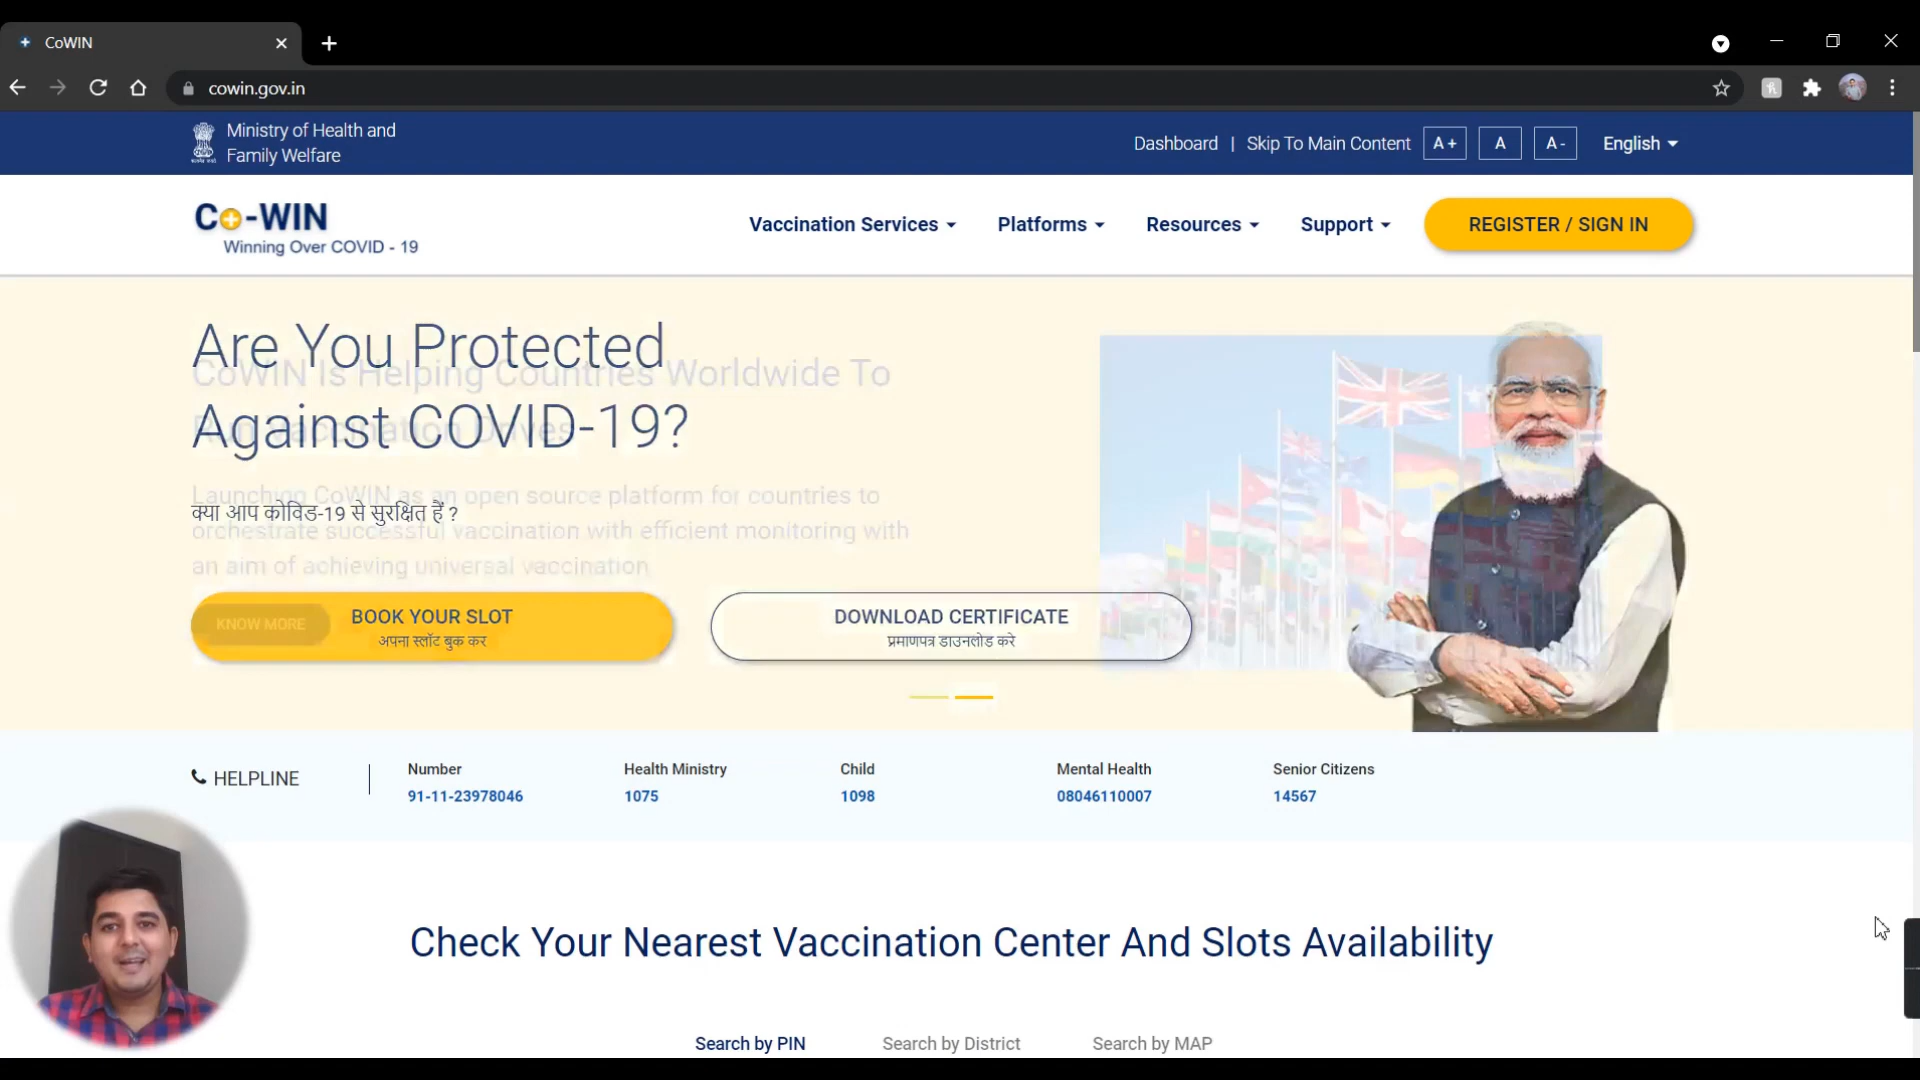 CoWIN
cowin.gov.in
Ministry of Health and
Family Welfare
Dashboard | Skip To Main Content A+ A A- English
Co-WIN
Winning Over COVID - 19
Vaccination Services Platforms Resources Support REGISTER / SIGN IN
Are You Protected
CoWIN Is Helping Countries Worldwide To
Against COVID-19?
Run Vaccination Drives
Launching CoWIN as an open source platform for countries to
क्या आप कोविड-19 से सुरक्षित हैं ?
orchestrate successful vaccination with efficient monitoring with
an aim of achieving universal vaccination
KNOW MORE
BOOK YOUR SLOT
अपना स्लॉट बुक कर
DOWNLOAD CERTIFICATE
प्रमाणपत्र डाउनलोड करे
HELPLINE
Number
91-11-23978046
Health Ministry
1075
Child
1098
Mental Health
08046110007
Senior Citizens
14567
Check Your Nearest Vaccination Center And Slots Availability
Search by PIN Search by District Search by MAP